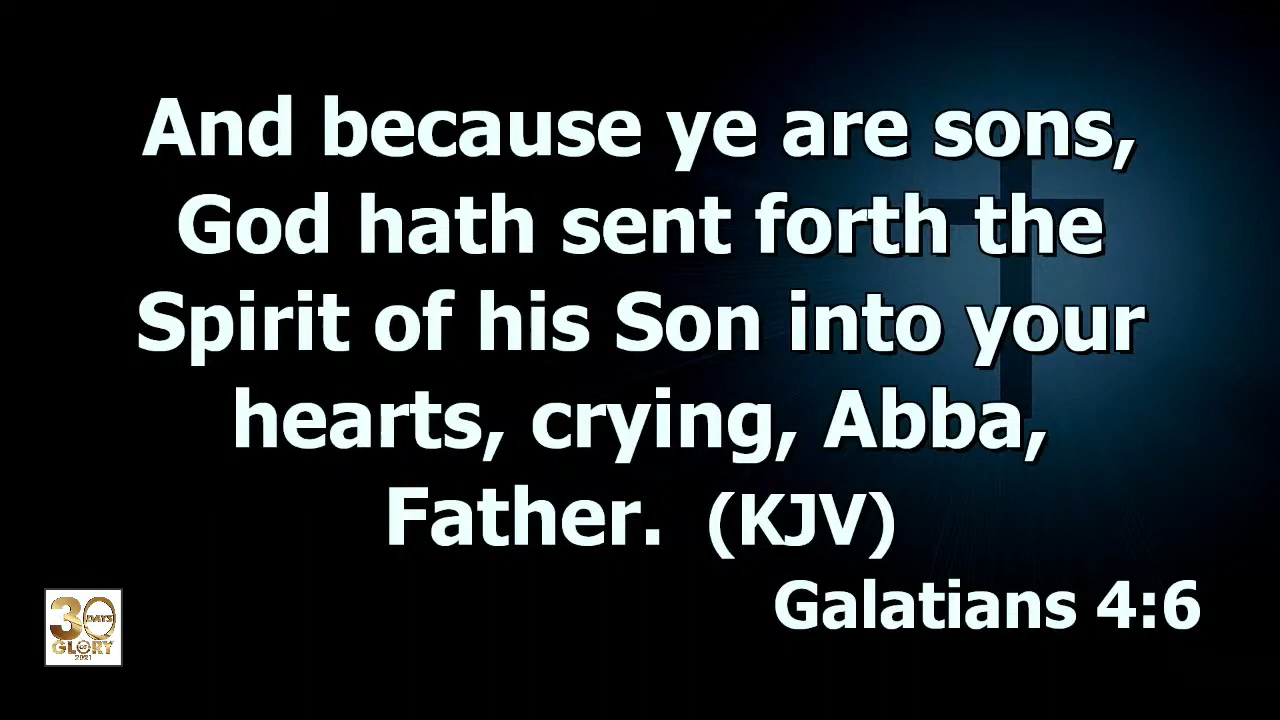 And because ye are sons,
God hath sent forth the
Spirit of his Son into your
hearts, crying, Abba,
Father. (KJV)
Galatians 4:6
30
DAYS
OF
GLORY
2021